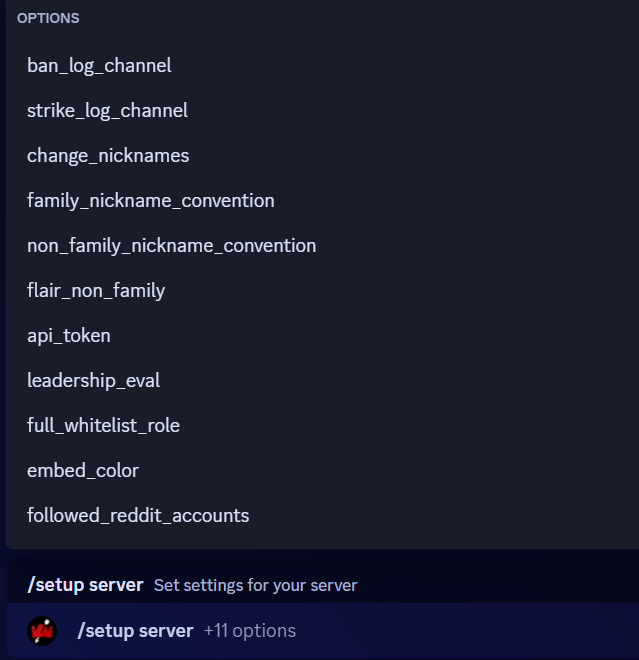 OPTIONS
ban_log_channel
strike_log_channel
change_nicknames
family_nickname_convention
non_family_nickname_convention
flair_non_family
api_token
leadership_eval
full_whitelist_role
embed_color
followed_reddit_accounts
/setup server Set settings for your server
/setup server +11 options